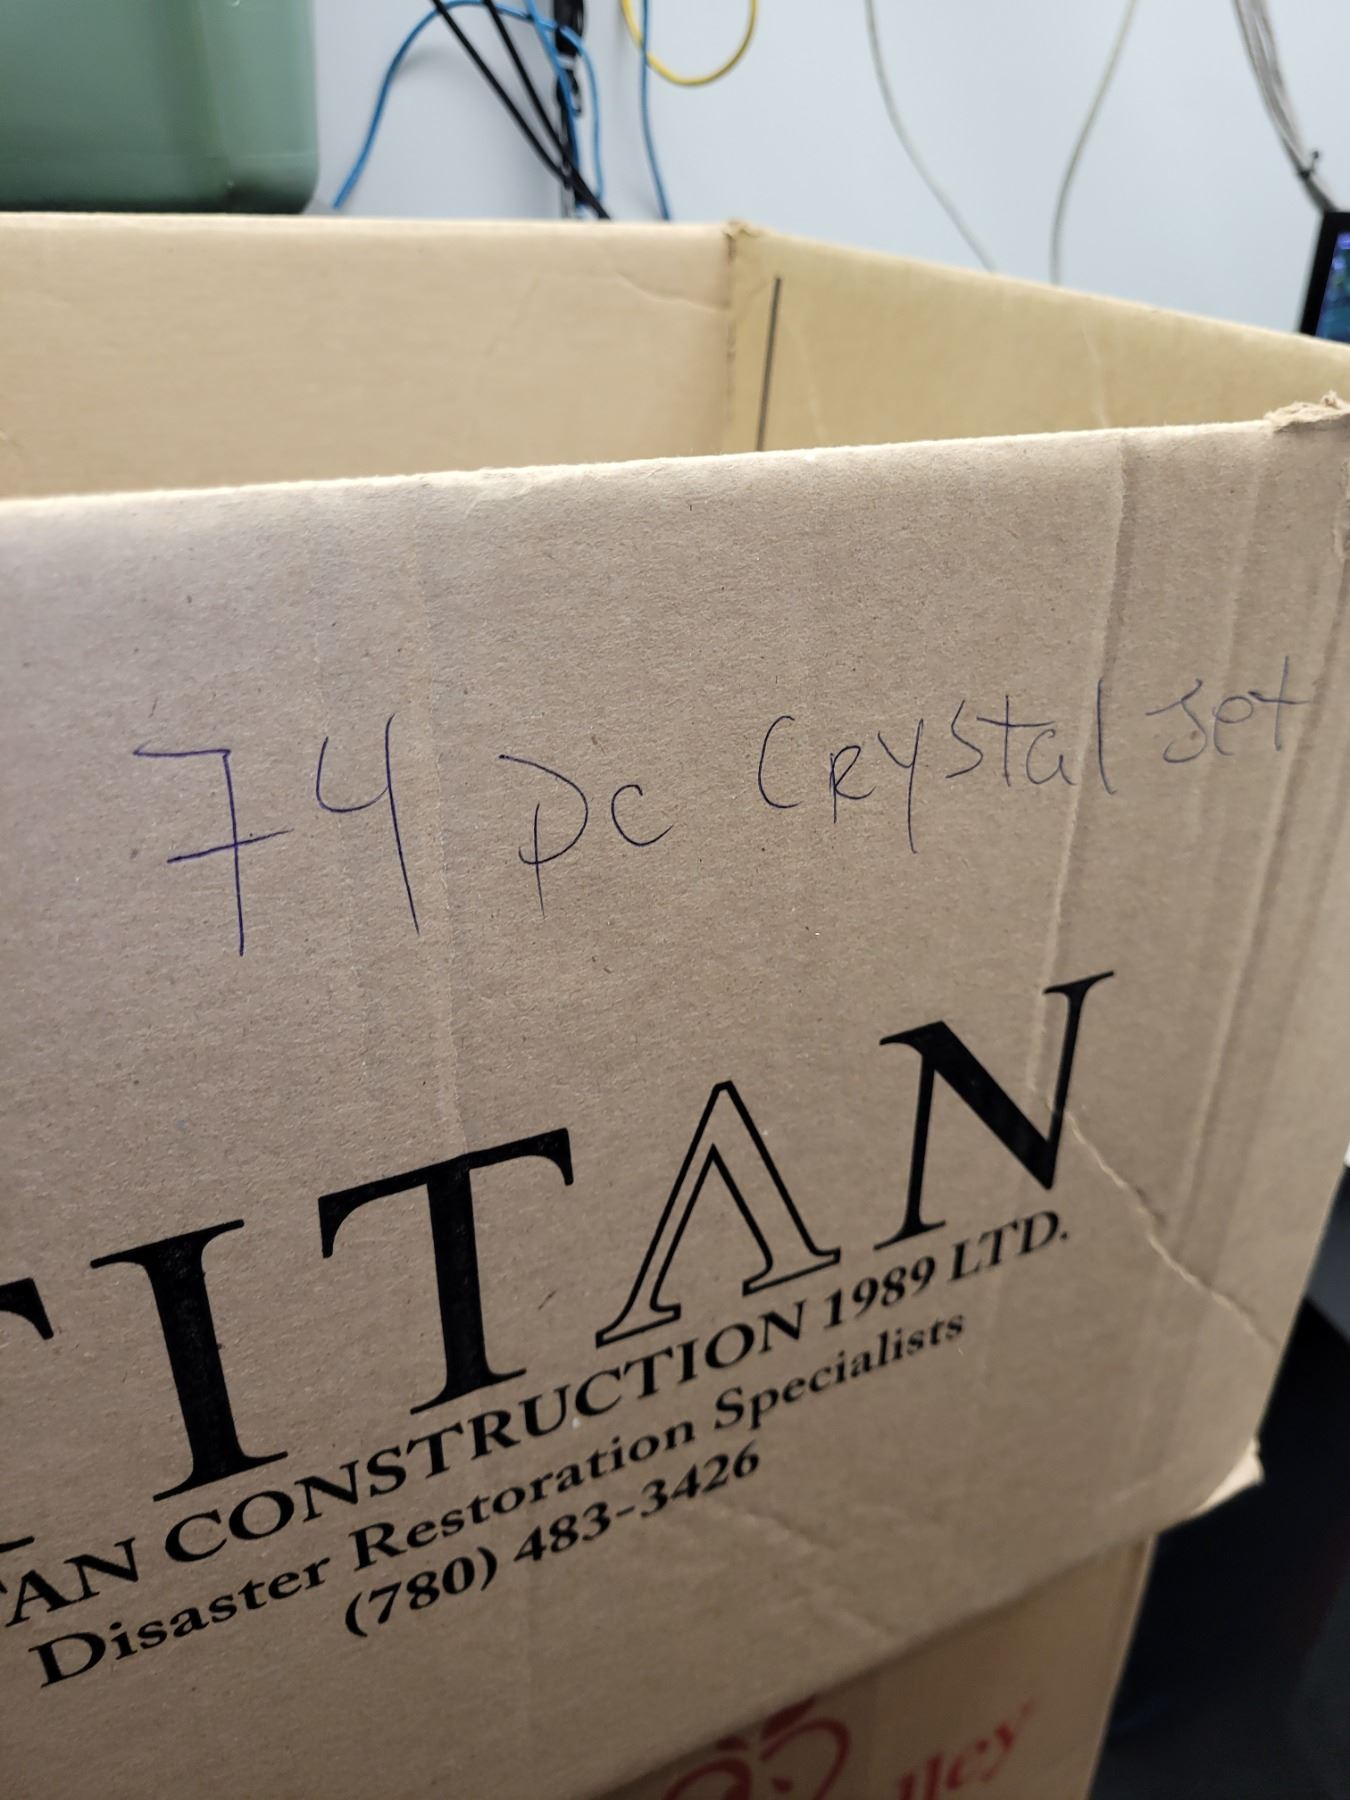 74 pc Crystal set
TITAN
TAN CONSTRUCTION 1989 LTD.
Disaster Restoration Specialists
(780) 483-3426